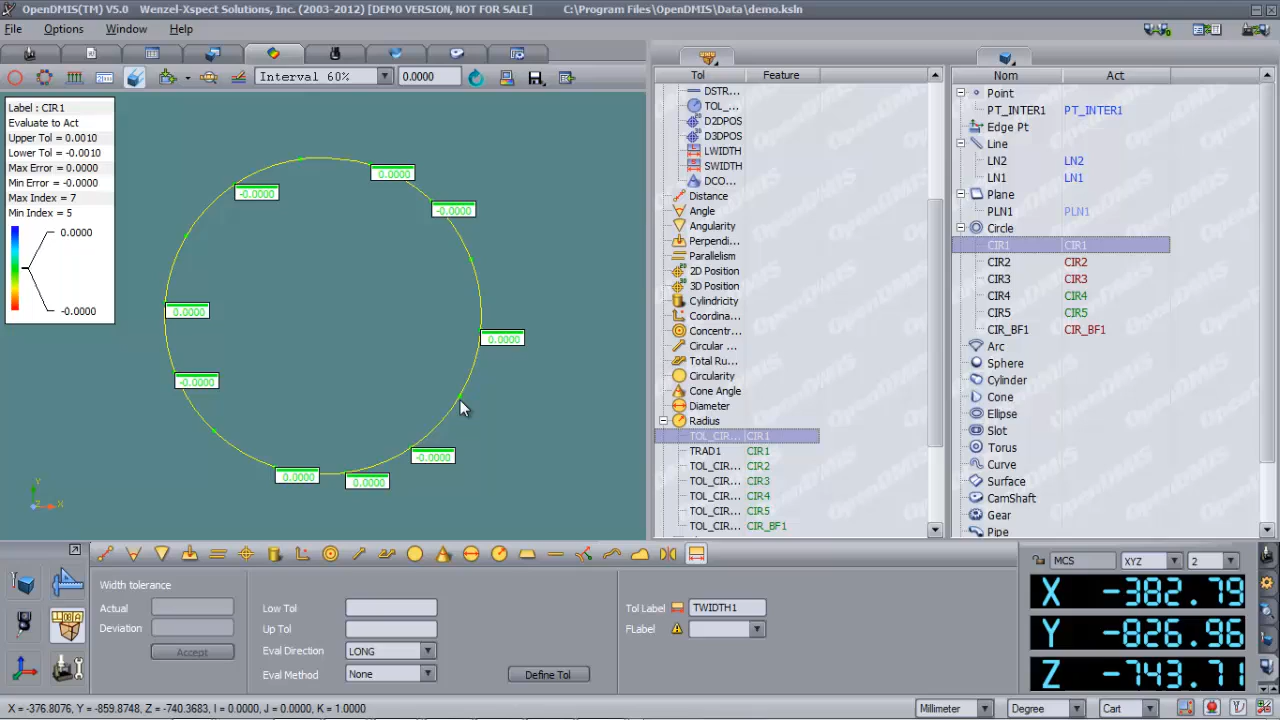 OpenDMIS(TM) V5.0 Wenzel-Xspect Solutions, Inc. (2003-2012) [DEMO VERSION, NOT FOR SALE] C:\Program Files\OpenDMIS\Data\demo.ksln
File Options Window Help
Interval 60% 0.0000
Label : CIR1
Evaluate to Act
Upper Tol = 0.0010
Lower Tol = -0.0010
Max Error = 0.0000
Min Error = -0.0000
Max Index = 7
Min Index = 5
0.0000
-0.0000
0.0000
-0.0000
-0.0000
0.0000
0.0000
-0.0000
-0.0000
0.0000
0.0000
Y
Z X
Tol Feature
DSTR...
TOL_...
D2DPOS
D3DPOS
LWIDTH
SWIDTH
DCO...
Distance
Angle
Angularity
Perpendi...
Parallelism
2D Position
3D Position
Cylindricity
Coordina...
Concentr...
Circular ...
Total Ru...
Circularity
Cone Angle
Diameter
Radius
TOL_CIR... CIR1
TRAD1 CIR1
TOL_CIR... CIR2
TOL_CIR... CIR3
TOL_CIR... CIR4
TOL_CIR... CIR5
TOL_CIR... CIR_BF1
Nom Act
Point
PT_INTER1 PT_INTER1
Edge Pt
Line
LN2 LN2
LN1 LN1
Plane
PLN1 PLN1
Circle
CIR1 CIR1
CIR2 CIR2
CIR3 CIR3
CIR4 CIR4
CIR5 CIR5
CIR_BF1 CIR_BF1
Arc
Sphere
Cylinder
Cone
Ellipse
Slot
Torus
Curve
Surface
CamShaft
Gear
Pipe
Width tolerance
Actual
Deviation
Accept
Low Tol
Up Tol
Eval Direction LONG
Eval Method None
Define Tol
Tol Label TWIDTH1
FLabel
MCS XYZ 2
X -382.79
Y -826.96
Z -743.71
X = -376.8076, Y = -859.8748, Z = -740.3683, I = 0.0000, J = 0.0000, K = 1.0000
Millimeter Degree Cart